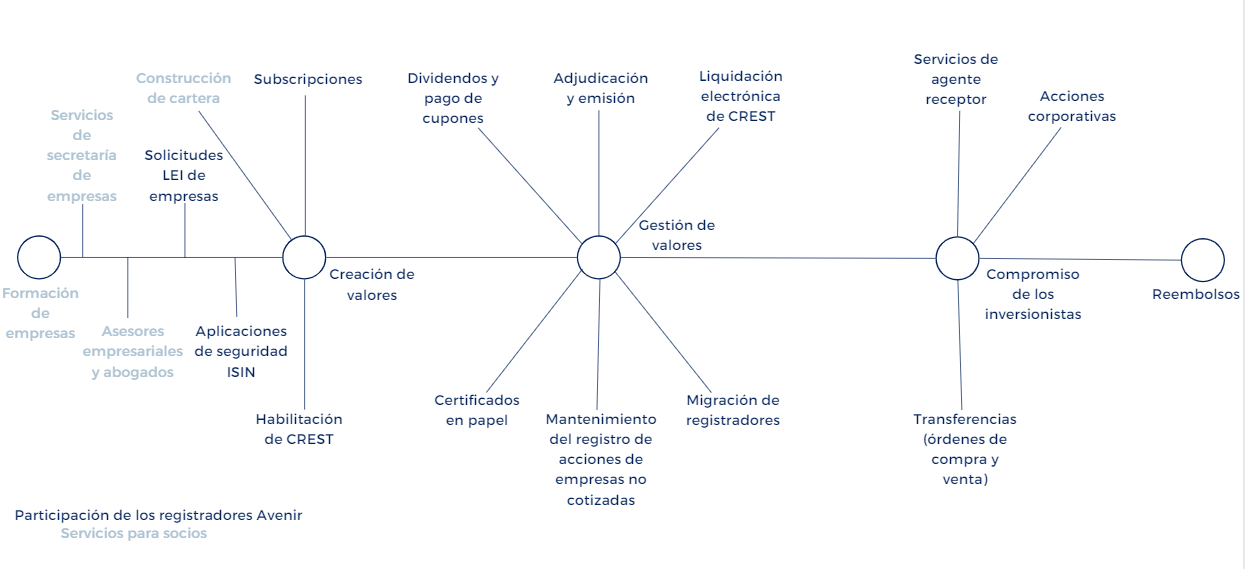 Servicios
de
secretaría
de
empresas
Construcción
de cartera
Subscripciones
Solicitudes
LEI de
empresas
Dividendos y
pago de
cupones
Adjudicación
y emisión
Liquidación
electrónica
de CREST
Servicios de
agente
receptor
Acciones
corporativas
Formación
de
empresas
Creación de
valores
Gestión de
valores
Compromiso
de los
inversionistas
Reembolsos
Asesores
empresariales
y abogados
Aplicaciones
de seguridad
ISIN
Habilitación
de CREST
Certificados
en papel
Mantenimiento
del registro de
acciones de
empresas no
cotizadas
Migración de
registradores
Transferencias
(órdenes de
compra y
venta)
Participación de los registradores Avenir
Servicios para socios